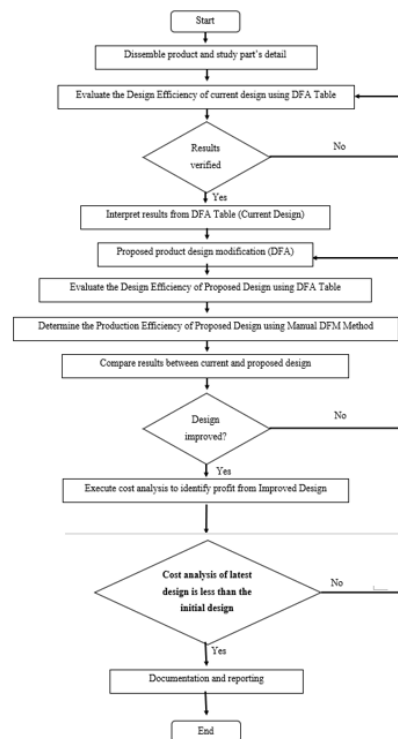 Start
Dissemble product and study part's detail
Evaluate the Design Efficiency of current design using DFA Table
Results
verified
No
Yes
Interpret results from DFA Table (Current Design)
Proposed product design modification (DFA)
Evaluate the Design Efficiency of Proposed Design using DFA Table
Determine the Production Efficiency of Proposed Design using Manual DFM Method
Compare results between current and proposed design
Design
improved?
No
Yes
Execute cost analysis to identify profit from Improved Design
Cost analysis of latest
design is less than the
initial design
No
Yes
Documentation and reporting
End